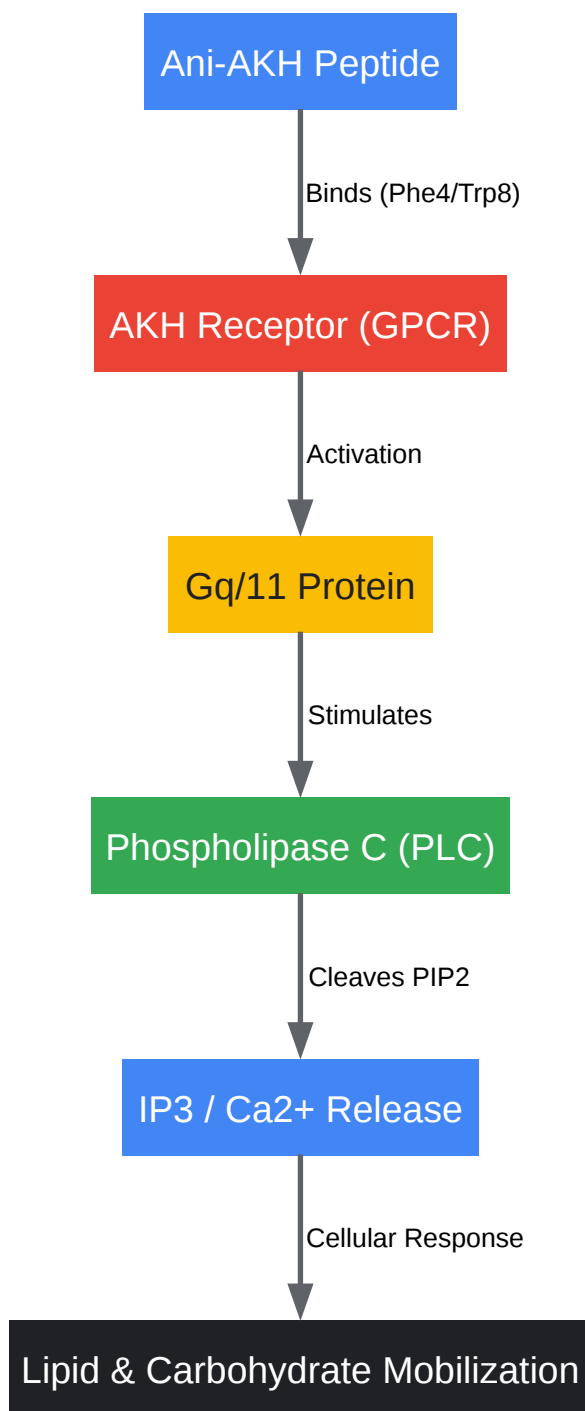 Ani-AKH Peptide
Binds (Phe4/Trp8)
AKH Receptor (GPCR)
Activation
Gq/11 Protein
Stimulates
Phospholipase C (PLC)
Cleaves PIP2
IP3 / Ca2+ Release
Cellular Response
Lipid & Carbohydrate Mobilization